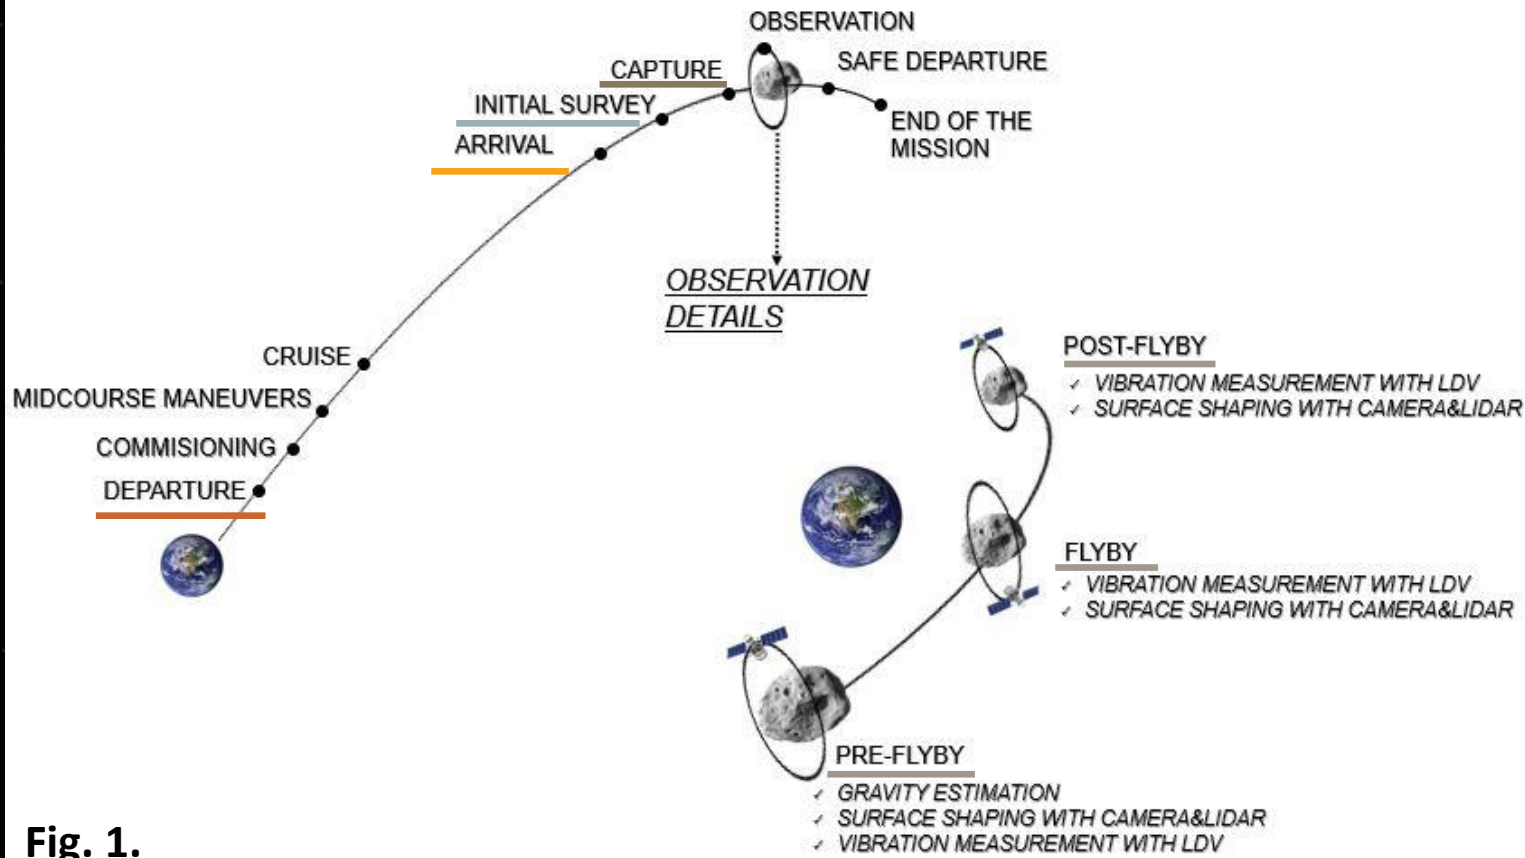 OBSERVATION
SAFE DEPARTURE
CAPTURE
INITIAL SURVEY
END OF THE
MISSION
ARRIVAL
OBSERVATION
DETAILS
CRUISE
MIDCOURSE MANEUVERS
COMMISIONING
DEPARTURE
POST-FLYBY
✓ VIBRATION MEASUREMENT WITH LDV
✓ SURFACE SHAPING WITH CAMERA&LIDAR
FLYBY
✓ VIBRATION MEASUREMENT WITH LDV
✓ SURFACE SHAPING WITH CAMERA&LIDAR
PRE-FLYBY
✓ GRAVITY ESTIMATION
✓ SURFACE SHAPING WITH CAMERA&LIDAR
✓ VIBRATION MEASUREMENT WITH LDV
Fig. 1.